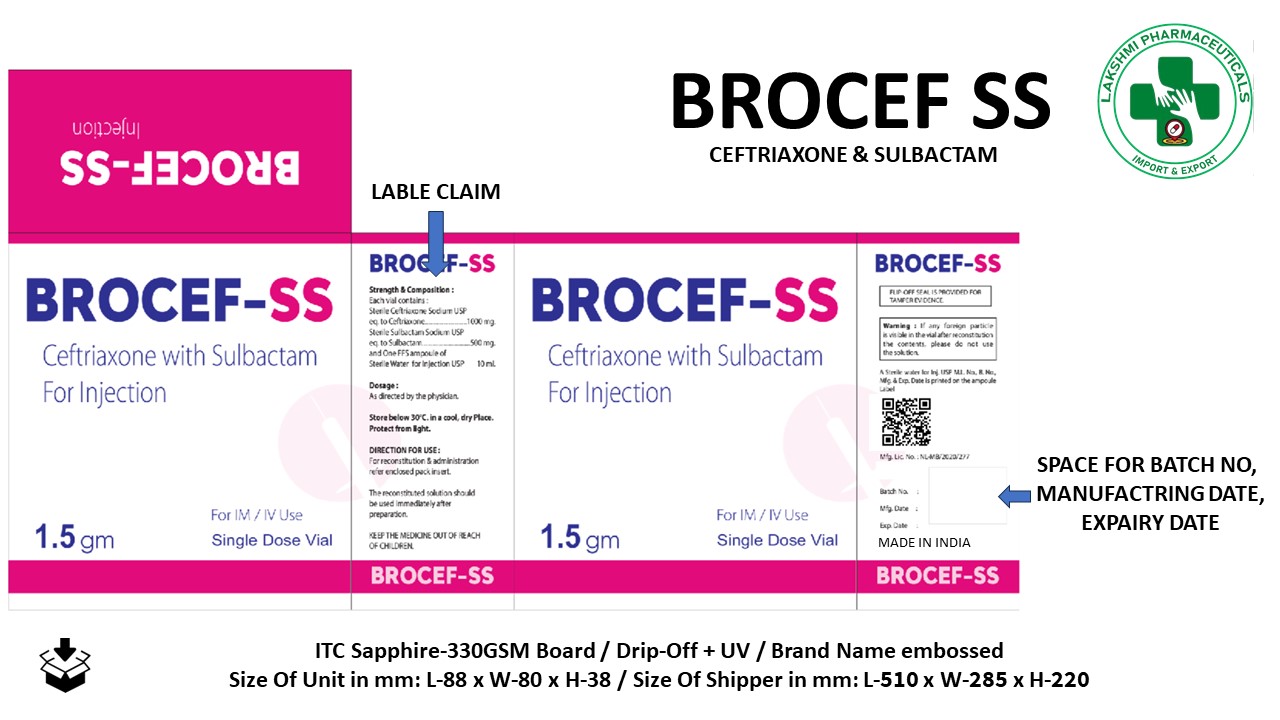 BROCEF SS
CEFTRIAXONE & SULBACTAM
LAKSHMI PHARMACEUTICALS
IMPORT & EXPORT
LABLE CLAIM
BROCEF-SS
Injection
BROCEF-SS
Ceftriaxone with Sulbactam
For Injection
For IM / IV Use
1.5 gm
Single Dose Vial
BROCEF-SS
Strength & Composition :
Each vial contains :
Sterile Ceftriaxone Sodium USP
eq. to Ceftriaxone......................1000 mg.
Sterile Sulbactam Sodium USP
eq. to Sulbactam.........................500 mg.
and One FFS ampoule of
Sterile Water for Injection USP 10 ml.
Dosage :
As directed by the physician.
Store below 30°C. in a cool, dry Place.
Protect from light.
DIRECTION FOR USE :
For reconstitution & administration
refer enclosed pack insert.
The reconstituted solution should
be used immediately after
preparation.
KEEP THE MEDICINE OUT OF REACH
OF CHILDREN.
BROCEF-SS
BROCEF-SS
Ceftriaxone with Sulbactam
For Injection
For IM / IV Use
1.5 gm
Single Dose Vial
BROCEF-SS
FLIP-OFF SEAL IS PROVIDED FOR
TAMPER EVIDENCE.
Warning : If any foreign particle
is visible in the vial after reconstitution
the contents, please do not use
the solution.
A Sterile water for Inj. USP M.L. No., B. No.,
Mfg. & Exp. Date is printed on the ampoule
Label
Mfg. Lic. No. : NL-MB/2020/277
Batch No. :
Mfg. Date :
Exp. Date :
MADE IN INDIA
BROCEF-SS
SPACE FOR BATCH NO,
MANUFACTRING DATE,
EXPAIRY DATE
ITC Sapphire-330GSM Board / Drip-Off + UV / Brand Name embossed
Size Of Unit in mm: L-88 x W-80 x H-38 / Size Of Shipper in mm: L-510 x W-285 x H-220